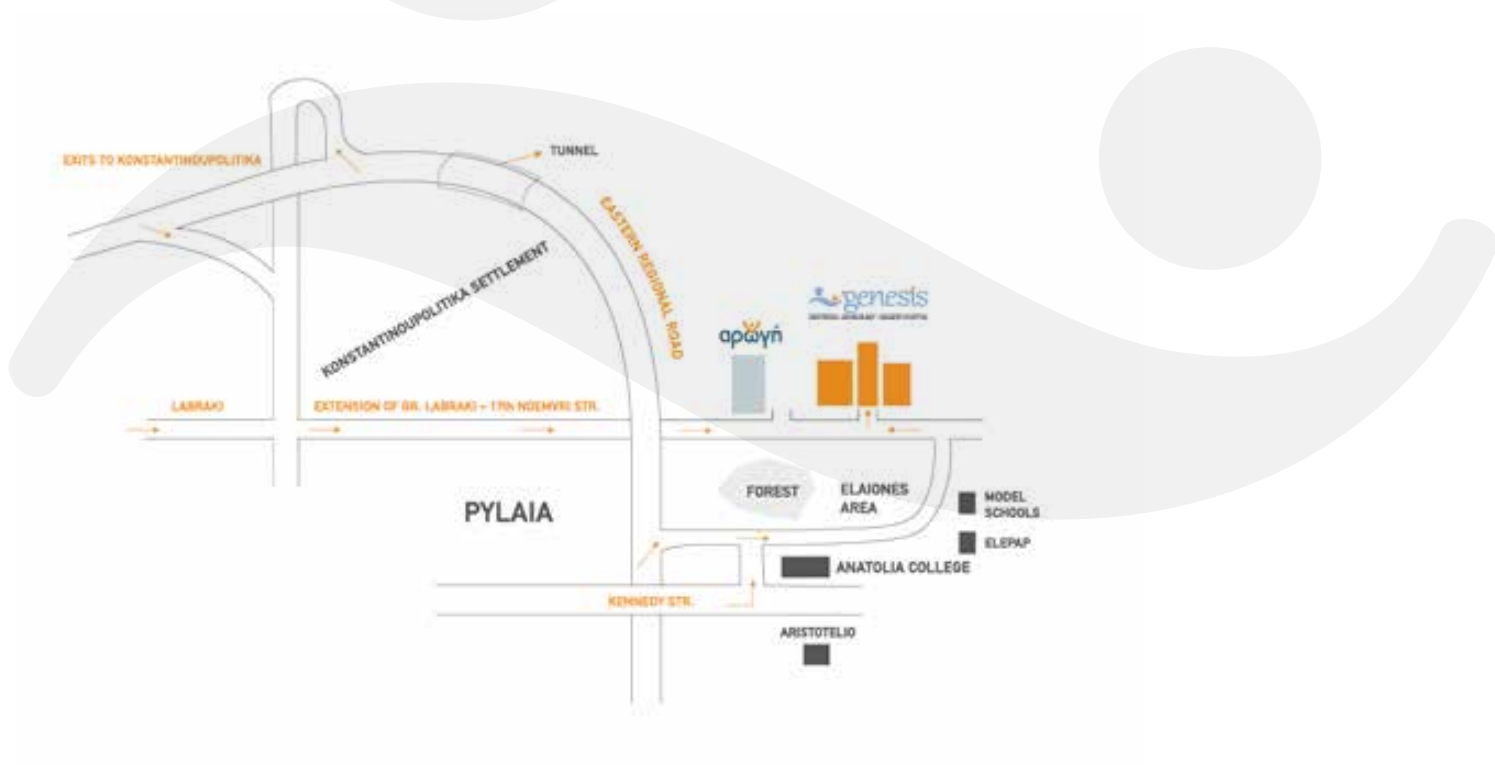 TUNNEL
EXITS TO KONSTANTINOUPOLITIKA
EASTERN REGIONAL ROAD
KONSTANTINOUPOLITIKA SETTLEMENT
genesis
αρωγή
LABRAKI
EXTENSION OF GR. LABRAKI – 17th NOEMVRI STR.
FOREST
ELAIONES
AREA
MODEL
SCHOOLS
PYLAIA
ELEPAP
ANATOLIA COLLEGE
KENNEDY STR.
ARISTOTELIO